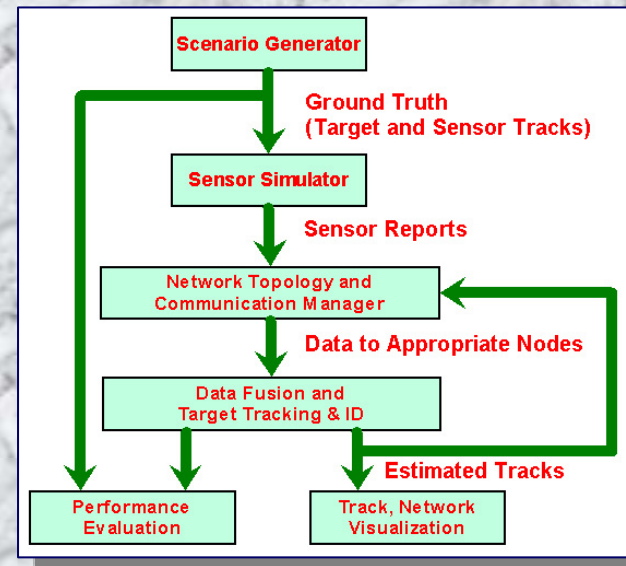 Scenario Generator
Ground Truth
(Target and Sensor Tracks)
Sensor Simulator
Sensor Reports
Network Topology and
Communication Manager
Data to Appropriate Nodes
Data Fusion and
Target Tracking & ID
Estimated Tracks
Performance
Evaluation
Track, Network
Visualization